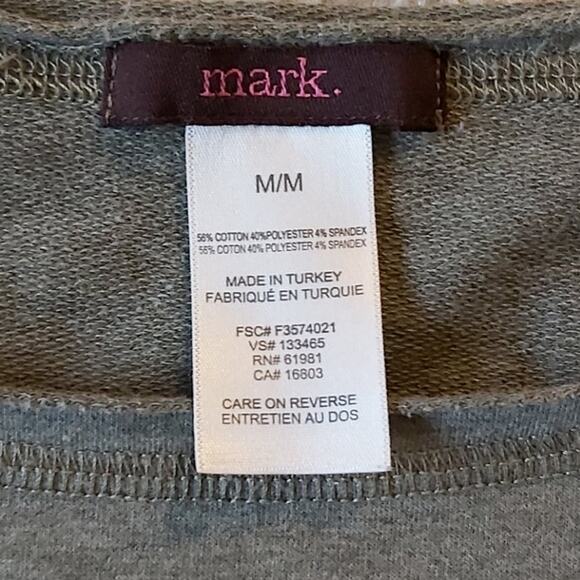 mark.
M/M
56% COTTON 40%POLYESTER 4% SPANDEX
56% COTON 40% POLYESTER 4% SPANDEX
MADE IN TURKEY
FABRIQUÉ EN TURQUIE
FSC# F3574021
VS# 133465
RN# 61981
CA# 16803
CARE ON REVERSE
ENTRETIEN AU DOS